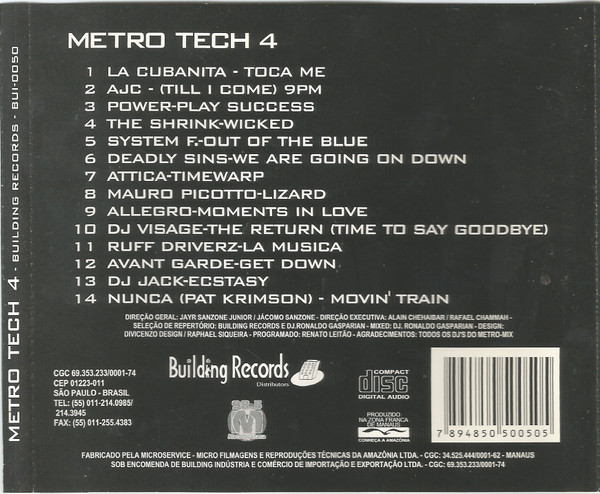 METRO TECH 4 - BUILDING RECORDS - BUI-0050
METRO TECH 4
1 LA CUBANITA - TOCA ME
2 AJC - (TILL I COME) 9PM
3 POWER-PLAY SUCCESS
4 THE SHRINK-WICKED
5 SYSTEM F.-OUT OF THE BLUE
6 DEADLY SINS-WE ARE GOING ON DOWN
7 ATTICA-TIMEWARP
8 MAURO PICOTTO-LIZARD
9 ALLEGRO-MOMENTS IN LOVE
10 DJ VISAGE-THE RETURN (TIME TO SAY GOODBYE)
11 RUFF DRIVERZ-LA MUSICA
12 AVANT GARDE-GET DOWN
13 DJ JACK-ECSTASY
14 NUNCA (PAT KRIMSON) - MOVIN' TRAIN
DIREÇÃO GERAL: JAYR SANZONE JUNIOR / JÁCOMO SANZONE - DIREÇÃO EXECUTIVA: ALAIN CHEHAIBAR / RAFAEL CHAMMAH -
SELEÇÃO DE REPERTÓRIO: BUILDING RECORDS E DJ.RONALDO GASPARIAN - MIXED: DJ. RONALDO GASPARIAN - DESIGN:
DIVICENZO DESIGN / RAPHAEL SIQUEIRA - PROGRAMADO: RENATO LEITÃO - AGRADECIMENTOS: TODOS OS DJ'S DO METRO-MIX
CGC 69.353.233/0001-74
CEP 01223-011
SÃO PAULO - BRASIL
TEL: (55) 011-214.0985/
214.3945
FAX: (55) 011-255.4383
Building Records
Distributors
98.5
M
COMPACT
disc
DIGITAL AUDIO
PRODUZIDO
NA ZONA FRANCA
DE MANAUS
CONHEÇA A AMAZÔNIA
7 894850 500505
FABRICADO PELA MICROSERVICE - MICRO FILMAGENS E REPRODUÇÕES TÉCNICAS DA AMAZÔNIA LTDA. - CGC: 34.525.444/0001-62 - MANAUS
SOB ENCOMENDA DE BUILDING INDÚSTRIA E COMÉRCIO DE IMPORTAÇÃO E EXPORTAÇÃO LTDA. - CGC: 69.353.233/0001-74